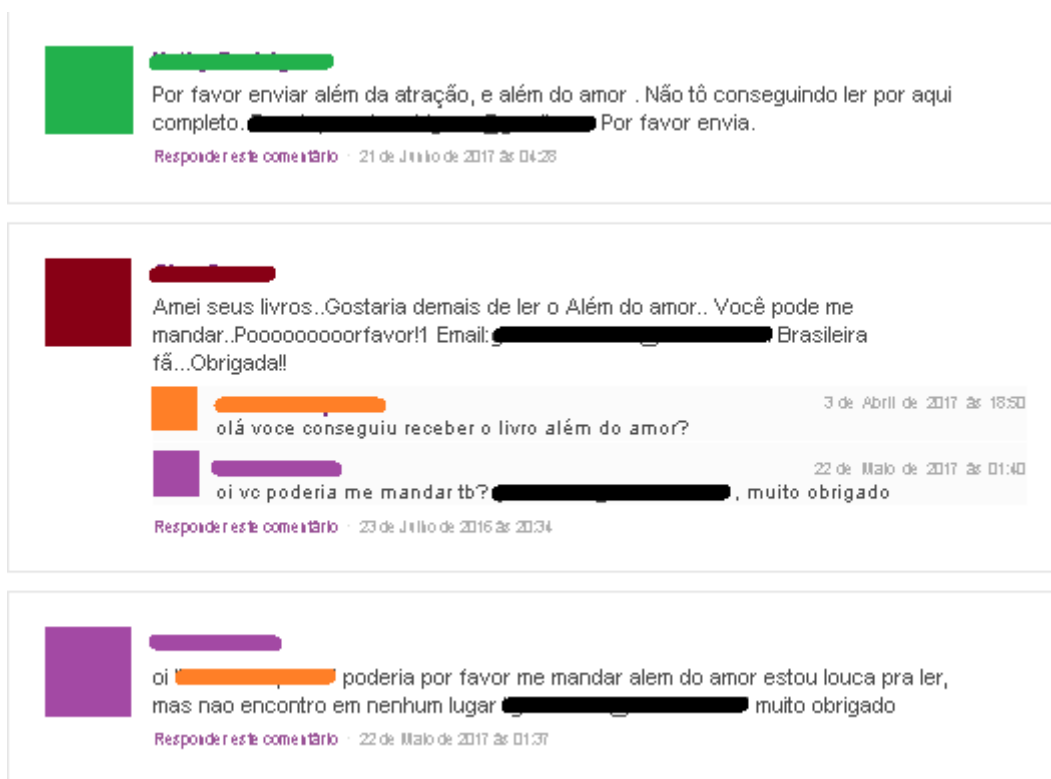 Por favor enviar além da atração, e além do amor . Não tô conseguindo ler por aqui
completo. Por favor envia.
Responder este comentário · 21 de Junho de 2017 às 04:28
Amei seus livros..Gostaria demais de ler o Além do amor.. Você pode me
mandar..Pooooooooorfavor!1 Email: Brasileira
fã...Obrigada!!
3 de Abril de 2017 às 18:50
olá voce conseguiu receber o livro além do amor?
22 de Maio de 2017 às 01:40
oi vc poderia me mandar tb? , muito obrigado
Responder este comentário · 23 de Julho de 2016 às 20:34
oi poderia por favor me mandar alem do amor estou louca pra ler,
mas nao encontro em nenhum lugar muito obrigado
Responder este comentário · 22 de Maio de 2017 às 01:37